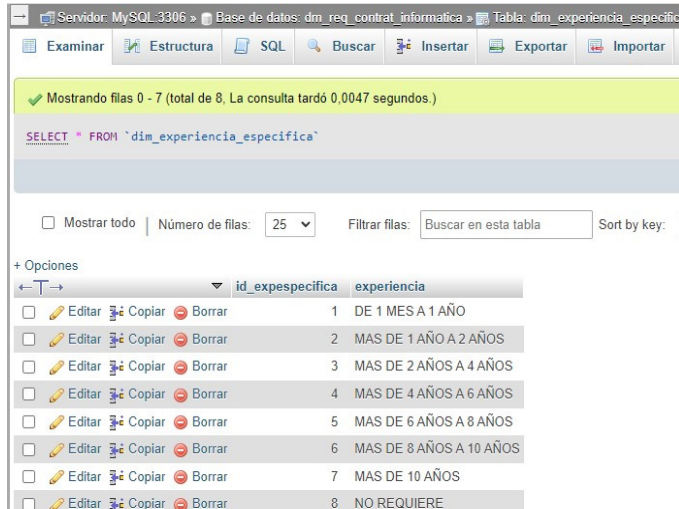 Servidor: MySQL:3306 » Base de datos: dm_req_contrat_informatica » Tabla: dim_experiencia_especific
Examinar Estructura SQL Buscar Insertar Exportar Importar
Mostrando filas 0 - 7 (total de 8, La consulta tardó 0,0047 segundos.)
SELECT * FROM `dim_experiencia_especifica`
Mostrar todo | Número de filas: 25 Filtrar filas: Buscar en esta tabla Sort by key:
+ Opciones
←T→ id_expespecifica experiencia
Editar Copiar Borrar 1 DE 1 MES A 1 AÑO
Editar Copiar Borrar 2 MAS DE 1 AÑO A 2 AÑOS
Editar Copiar Borrar 3 MAS DE 2 AÑOS A 4 AÑOS
Editar Copiar Borrar 4 MAS DE 4 AÑOS A 6 AÑOS
Editar Copiar Borrar 5 MAS DE 6 AÑOS A 8 AÑOS
Editar Copiar Borrar 6 MAS DE 8 AÑOS A 10 AÑOS
Editar Copiar Borrar 7 MAS DE 10 AÑOS
Editar Copiar Borrar 8 NO REQUIERE